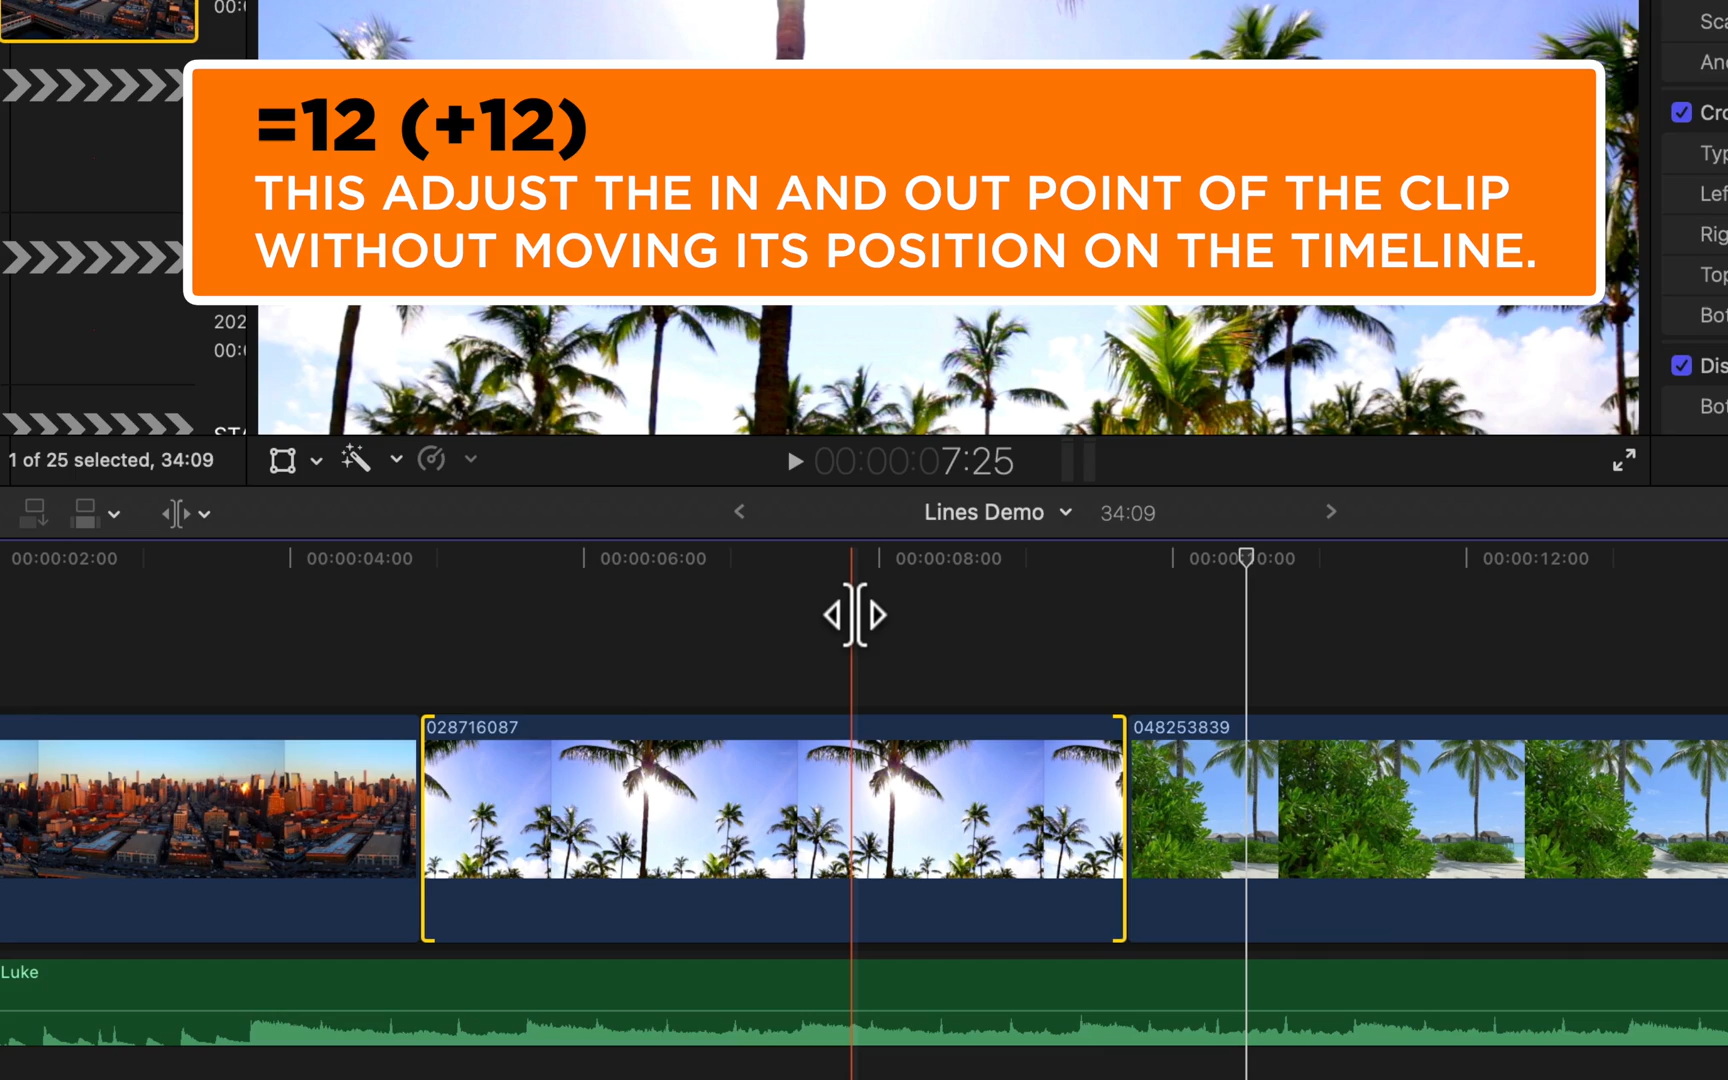 00:
=12 (+12)
THIS ADJUST THE IN AND OUT POINT OF THE CLIP
WITHOUT MOVING ITS POSITION ON THE TIMELINE.
Sca
Anc
Cro
Typ
Lef
Rig
Top
Bot
Dis
Bot
202
00:
1 of 25 selected, 34:09
00:00:07:25
Lines Demo
34:09
00:00:02:00
00:00:04:00
00:00:06:00
00:00:08:00
00:00:10:00
00:00:12:00
028716087
048253839
Luke